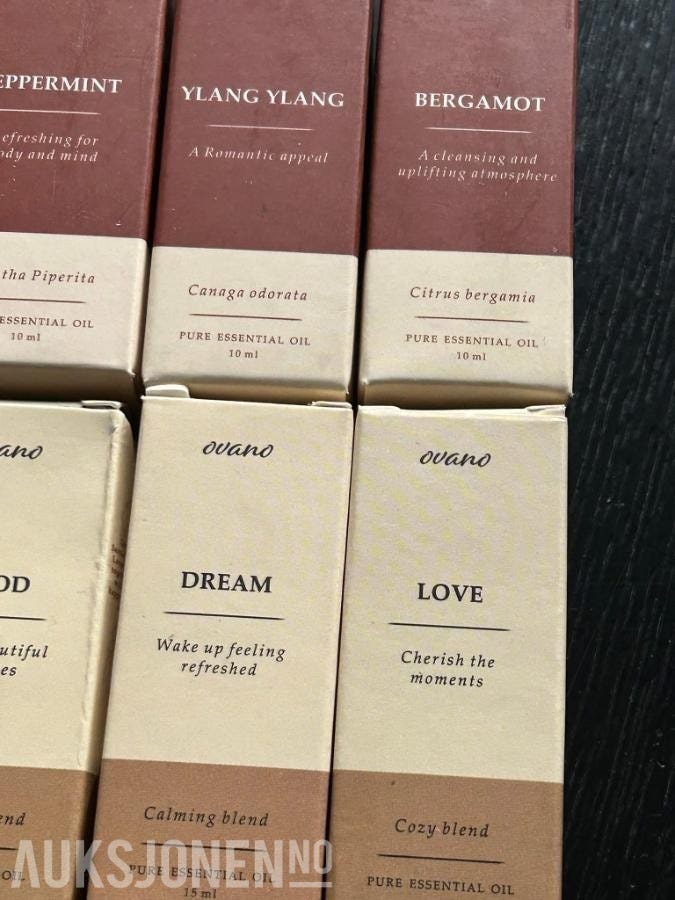 EPPERMINT
efreshing for
ody and mind
tha Piperita
ESSENTIAL OIL
10 ml
YLANG YLANG
A Romantic appeal
Canaga odorata
PURE ESSENTIAL OIL
10 ml
BERGAMOT
A cleansing and
uplifting atmosphere
Citrus bergamia
PURE ESSENTIAL OIL
10 ml
ano
OD
utiful
es
end
OIL
ovano
DREAM
Wake up feeling
refreshed
Calming blend
PURE ESSENTIAL OIL
15 ml
ovano
LOVE
Cherish the
moments
Cozy blend
PURE ESSENTIAL OIL
AUKSJONEN NO